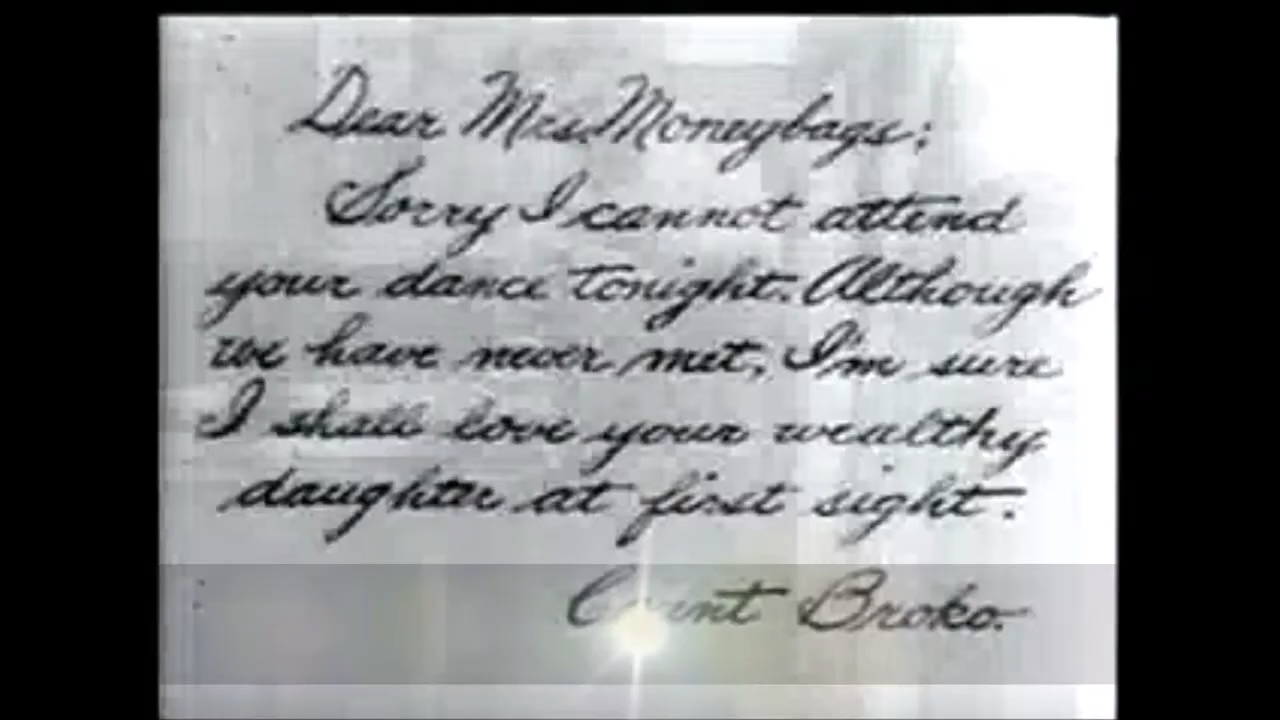 Dear Mrs. Moneybags:
Sorry I cannot attend
your dance tonight. Although
we have never met, I'm sure
I shall love your wealthy
daughter at first sight.
Count Broko.